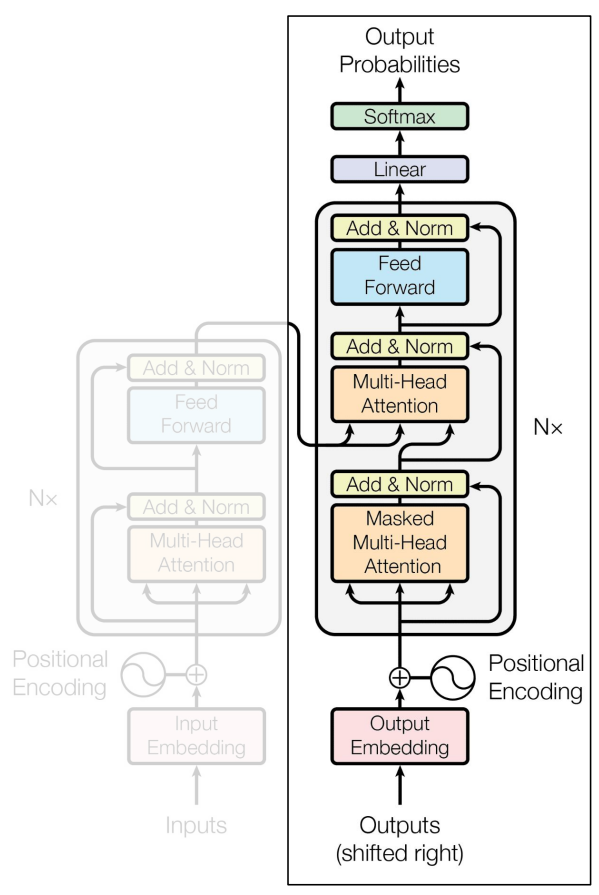 Output
Probabilities
Softmax
Linear
Add & Norm
Feed
Forward
Add & Norm
Multi-Head
Attention
Nx
Add & Norm
Masked
Multi-Head
Attention
Positional
Encoding
Output
Embedding
Outputs
(shifted right)
Add & Norm
Feed
Forward
Nx
Add & Norm
Multi-Head
Attention
Positional
Encoding
Input
Embedding
Inputs